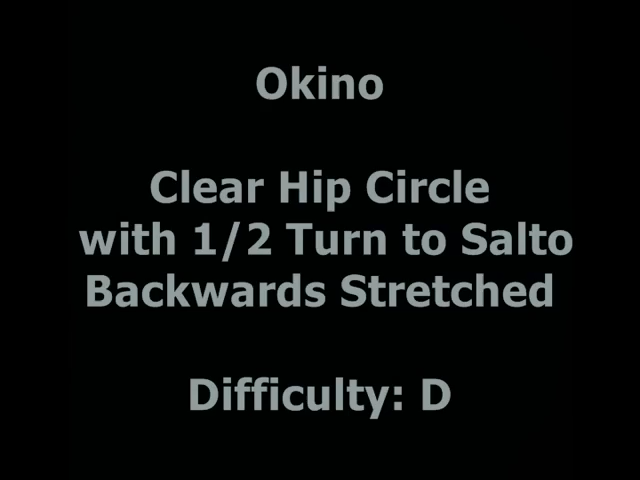 Okino
Clear Hip Circle
with 1/2 Turn to Salto
Backwards Stretched
Difficulty: D